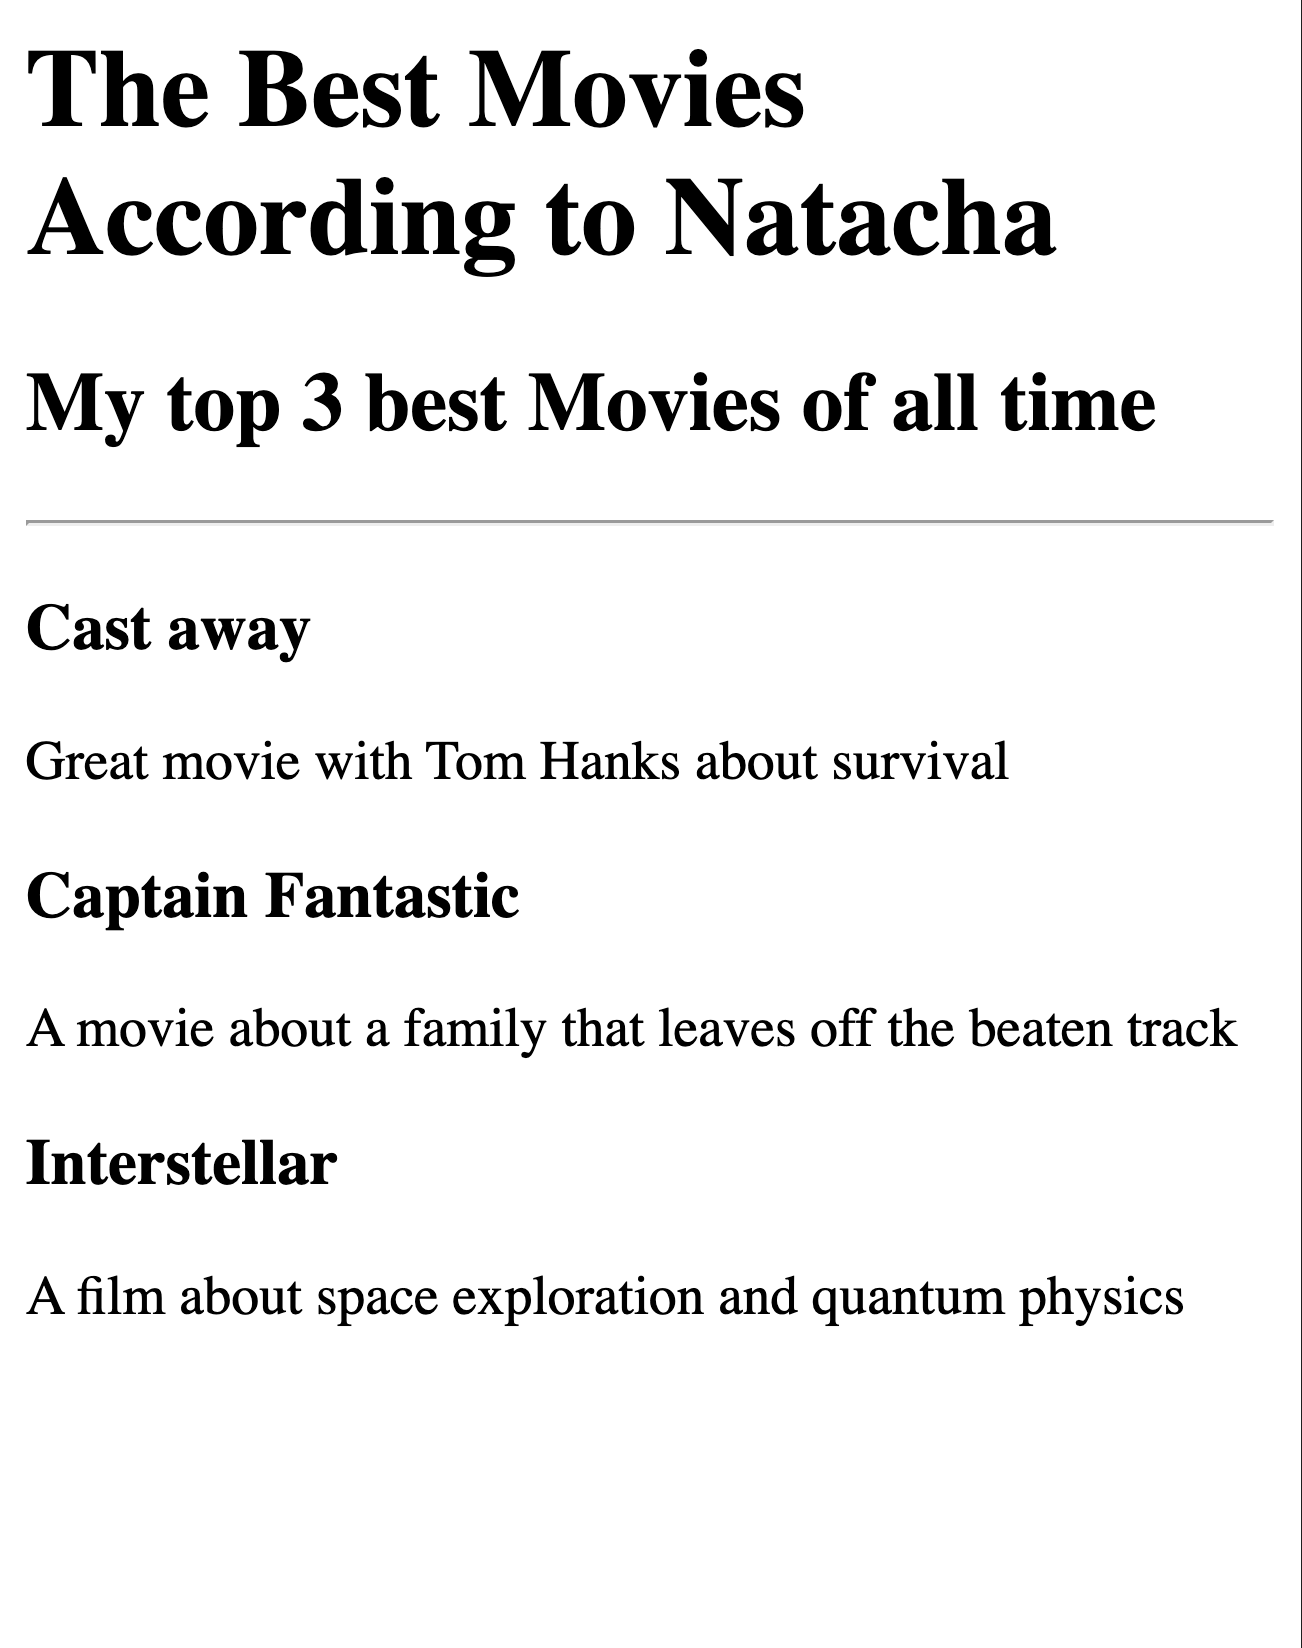 The Best Movies
According to Natacha
My top 3 best Movies of all time
Cast away
Great movie with Tom Hanks about survival
Captain Fantastic
A movie about a family that leaves off the beaten track
Interstellar
A film about space exploration and quantum physics